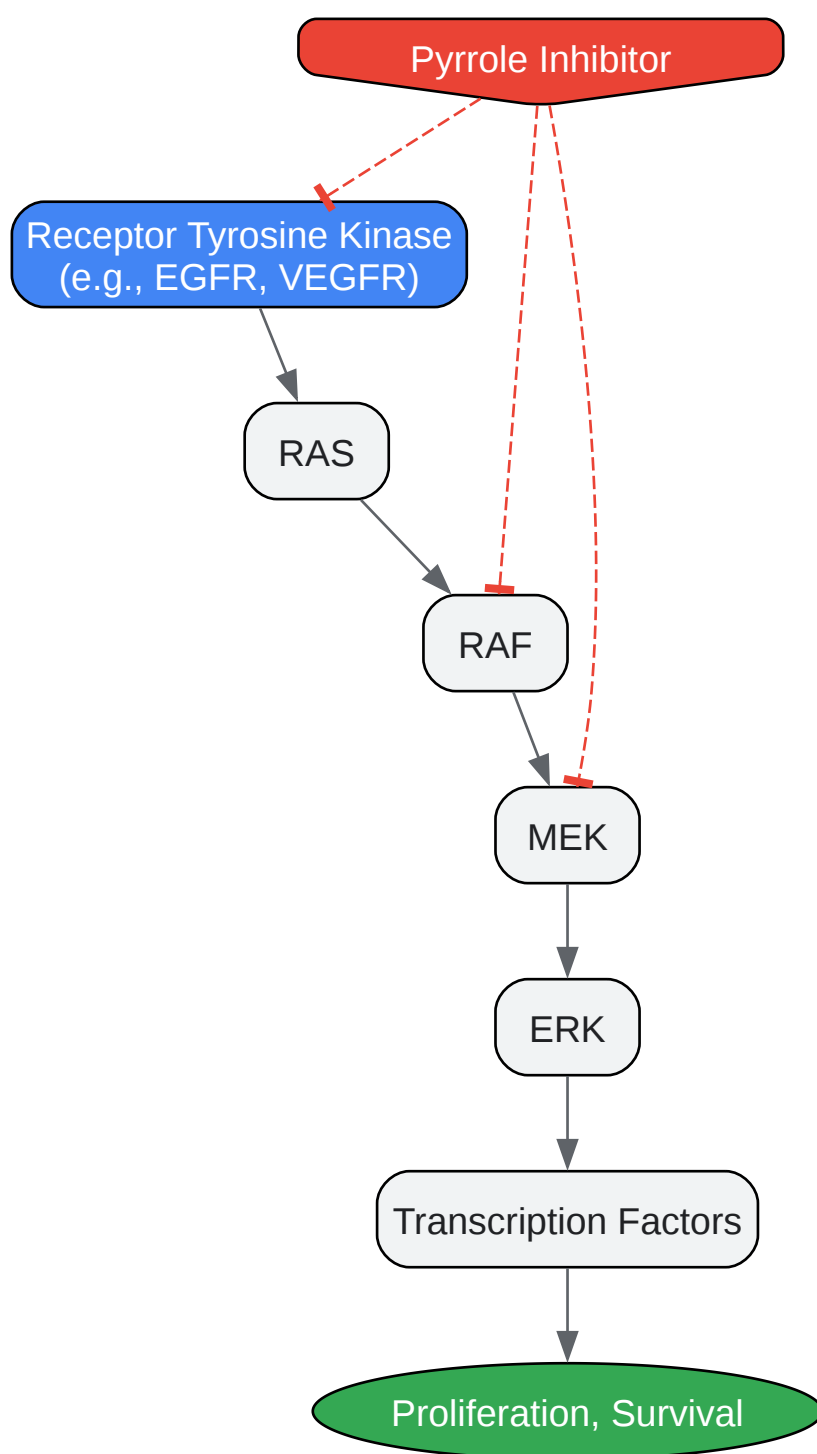 Pyrrole Inhibitor
Receptor Tyrosine Kinase
(e.g., EGFR, VEGFR)
RAS
RAF
MEK
ERK
Transcription Factors
Proliferation, Survival